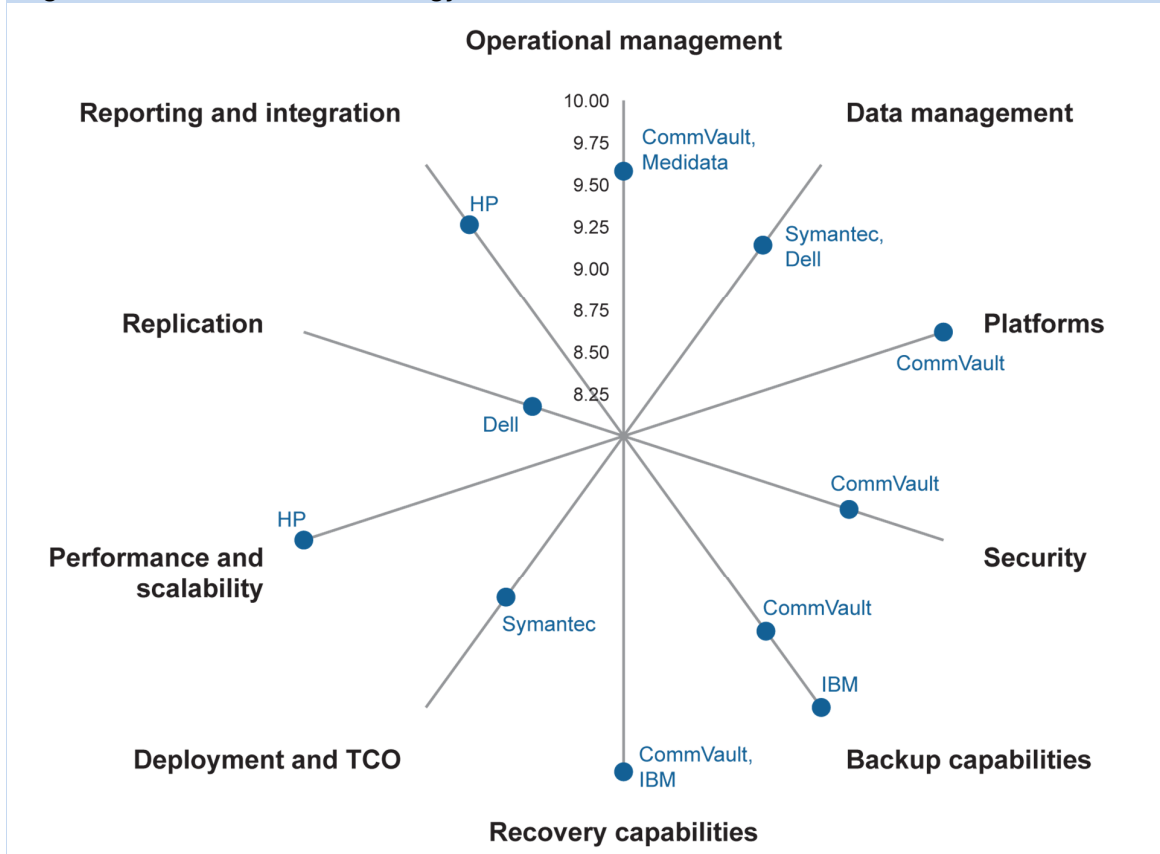 Operational management
Reporting and integration
Data management
10.00
9.75
9.50
9.25
9.00
8.75
8.50
8.25
CommVault,
Medidata
HP
Symantec,
Dell
Replication
Platforms
CommVault
Dell
CommVault
HP
Performance and
scalability
Security
Symantec
CommVault
IBM
Deployment and TCO
CommVault,
IBM
Backup capabilities
Recovery capabilities